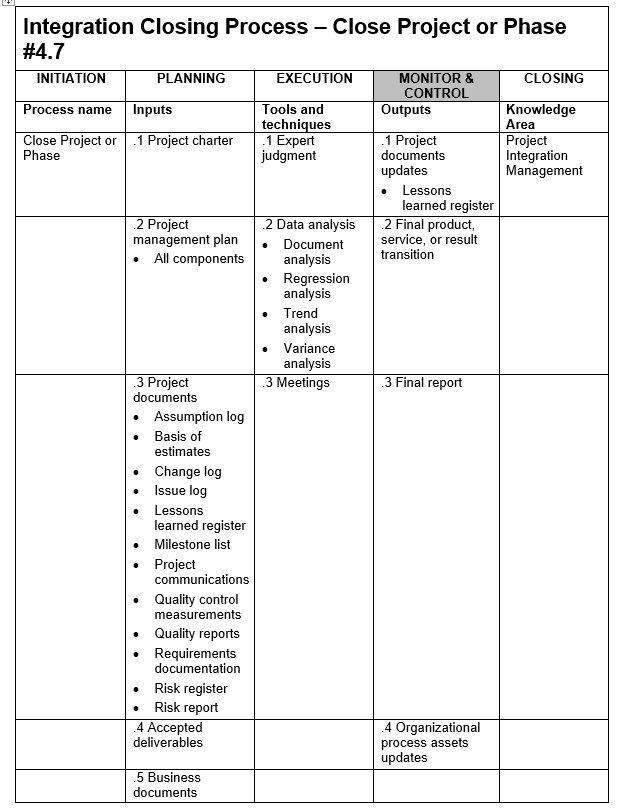 Integration Closing Process – Close Project or Phase
#4.7
INITIATION
PLANNING
EXECUTION
MONITOR &
CONTROL
CLOSING
Process name
Inputs
Tools and
techniques
Outputs
Knowledge
Area
Close Project or
Phase
.1 Project charter
.1 Expert
judgment
.1 Project
documents
updates
• Lessons
learned register
Project
Integration
Management
.2 Project
management plan
• All components
.2 Data analysis
• Document
analysis
• Regression
analysis
• Trend
analysis
• Variance
analysis
.2 Final product,
service, or result
transition
.3 Project
documents
• Assumption log
• Basis of
estimates
• Change log
• Issue log
• Lessons
learned register
• Milestone list
• Project
communications
• Quality control
measurements
• Quality reports
• Requirements
documentation
• Risk register
• Risk report
.3 Meetings
.3 Final report
.4 Accepted
deliverables
.4 Organizational
process assets
updates
.5 Business
documents